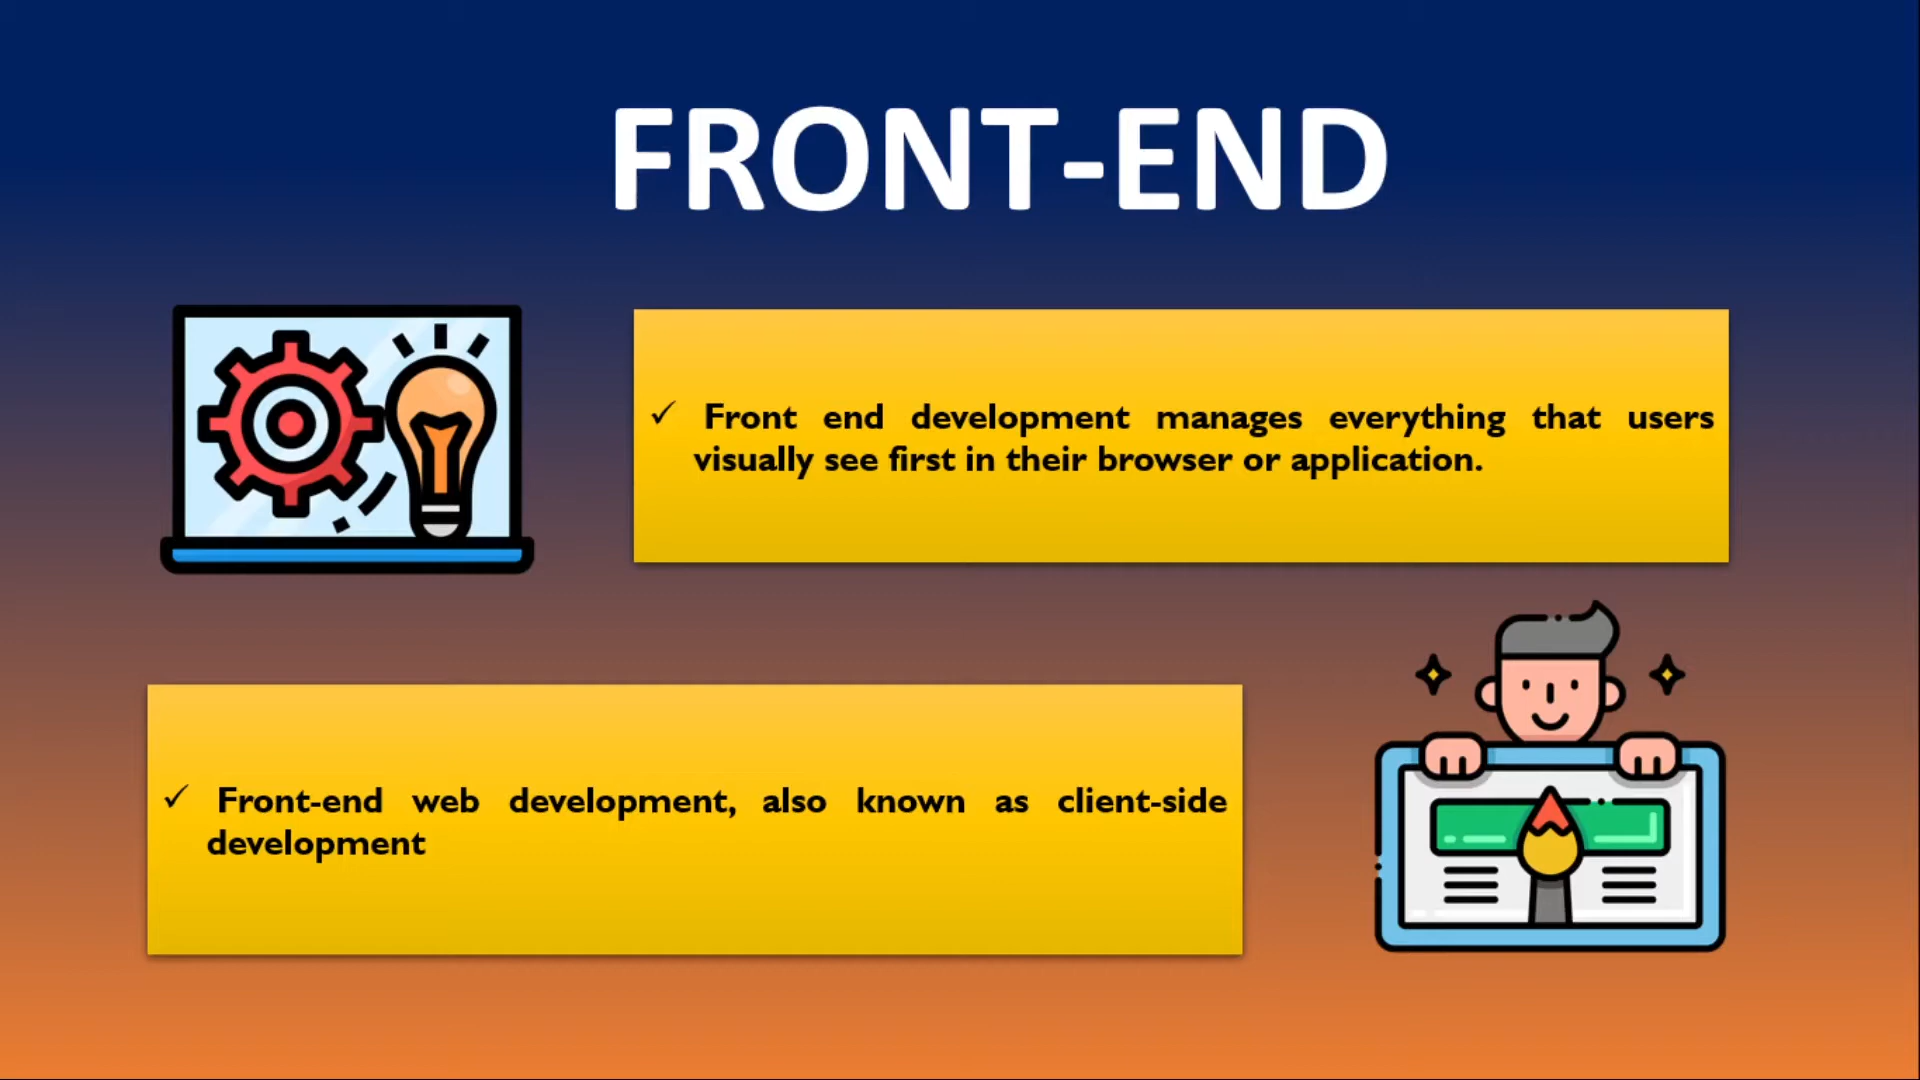 FRONT-END
✓ Front end development manages everything that users
visually see first in their browser or application.
✓ Front-end web development, also known as client-side
development